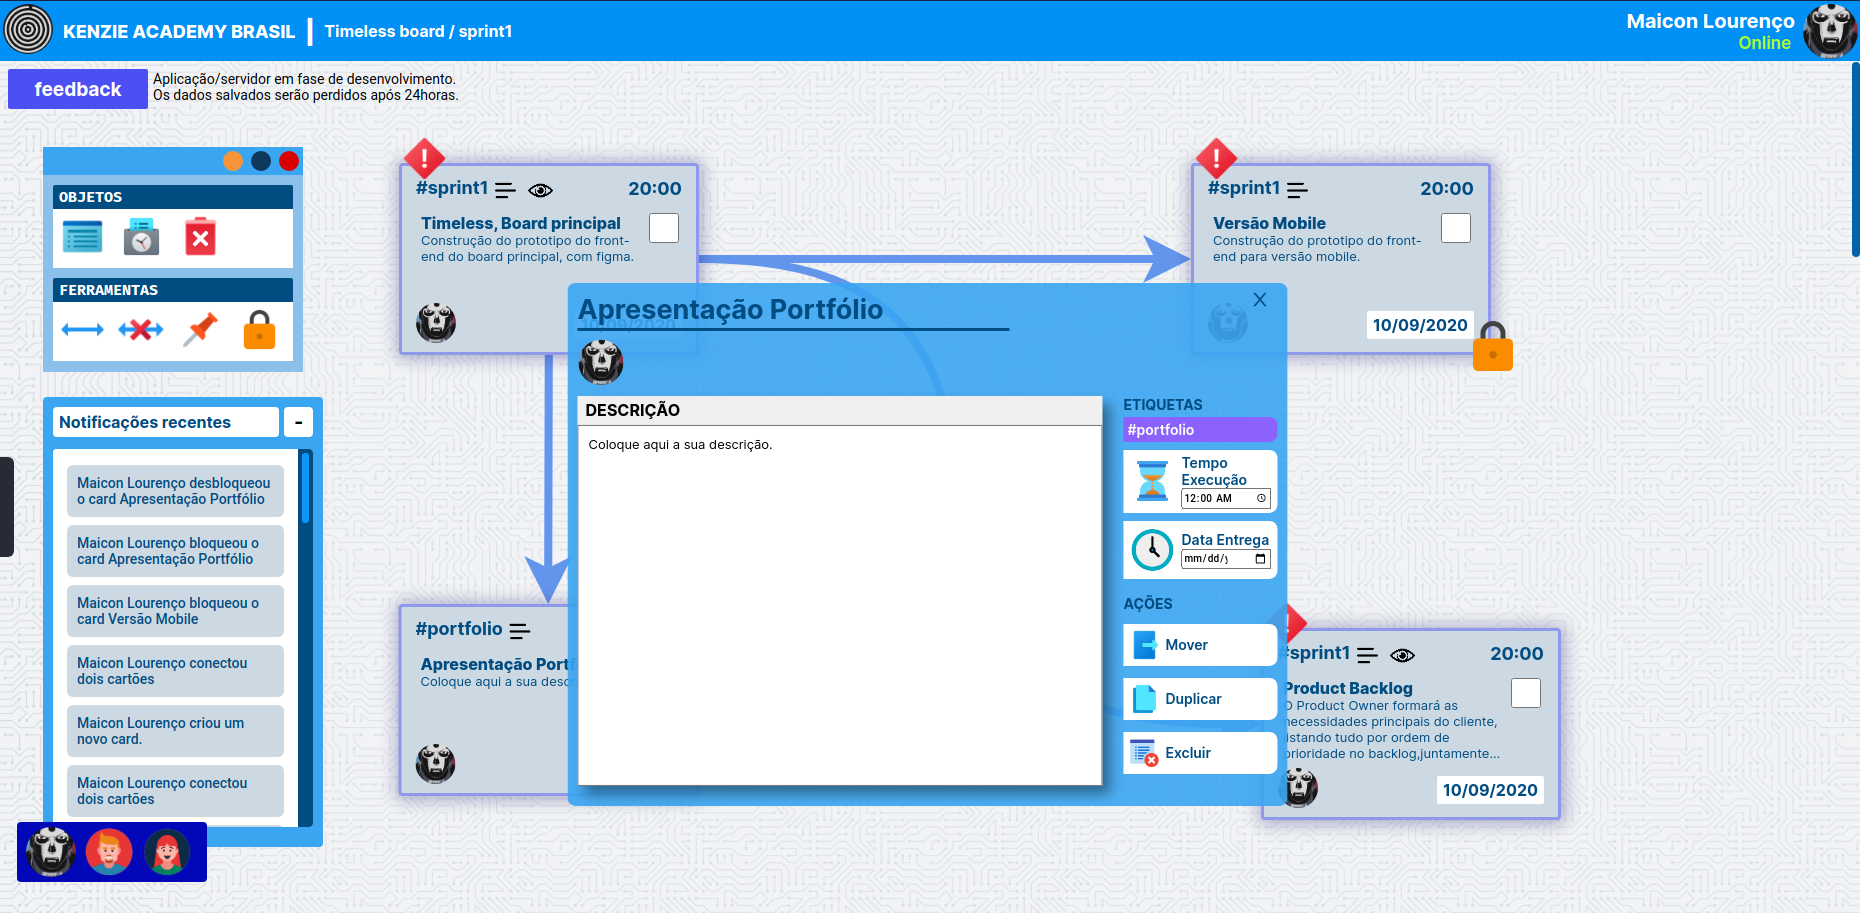 KENZIE ACADEMY BRASIL
Timeless board / sprint1
Maicon Lourenço
Online
feedback
Aplicação/servidor em fase de desenvolvimento.
Os dados salvados serão perdidos após 24horas.
OBJETOS
FERRAMENTAS
Notificações recentes
-
Maicon Lourenço desbloqueou
o card Apresentação Portfólio
Maicon Lourenço bloqueou o
card Apresentação Portfólio
Maicon Lourenço bloqueou o
card Versão Mobile
Maicon Lourenço conectou
dois cartões
Maicon Lourenço criou um
novo card.
Maicon Lourenço conectou
dois cartões
!
#sprint1
20:00
Timeless, Board principal
Construção do prototipo do front-
end do board principal, com figma.
10/09/2020
!
#sprint1
20:00
Versão Mobile
Construção do prototipo do front-
end para versão mobile.
10/09/2020
Apresentação Portfólio
X
DESCRIÇÃO
Coloque aqui a sua descrição.
ETIQUETAS
#portfolio
Tempo
Execução
12:00 AM
Data Entrega
mm/dd/y
AÇÕES
Mover
Duplicar
Excluir
#portfolio
Apresentação Portf
Coloque aqui a sua desc
!
#sprint1
20:00
Product Backlog
O Product Owner formará as
necessidades principais do cliente,
listando tudo por ordem de
prioridade no backlog,juntamente...
10/09/2020